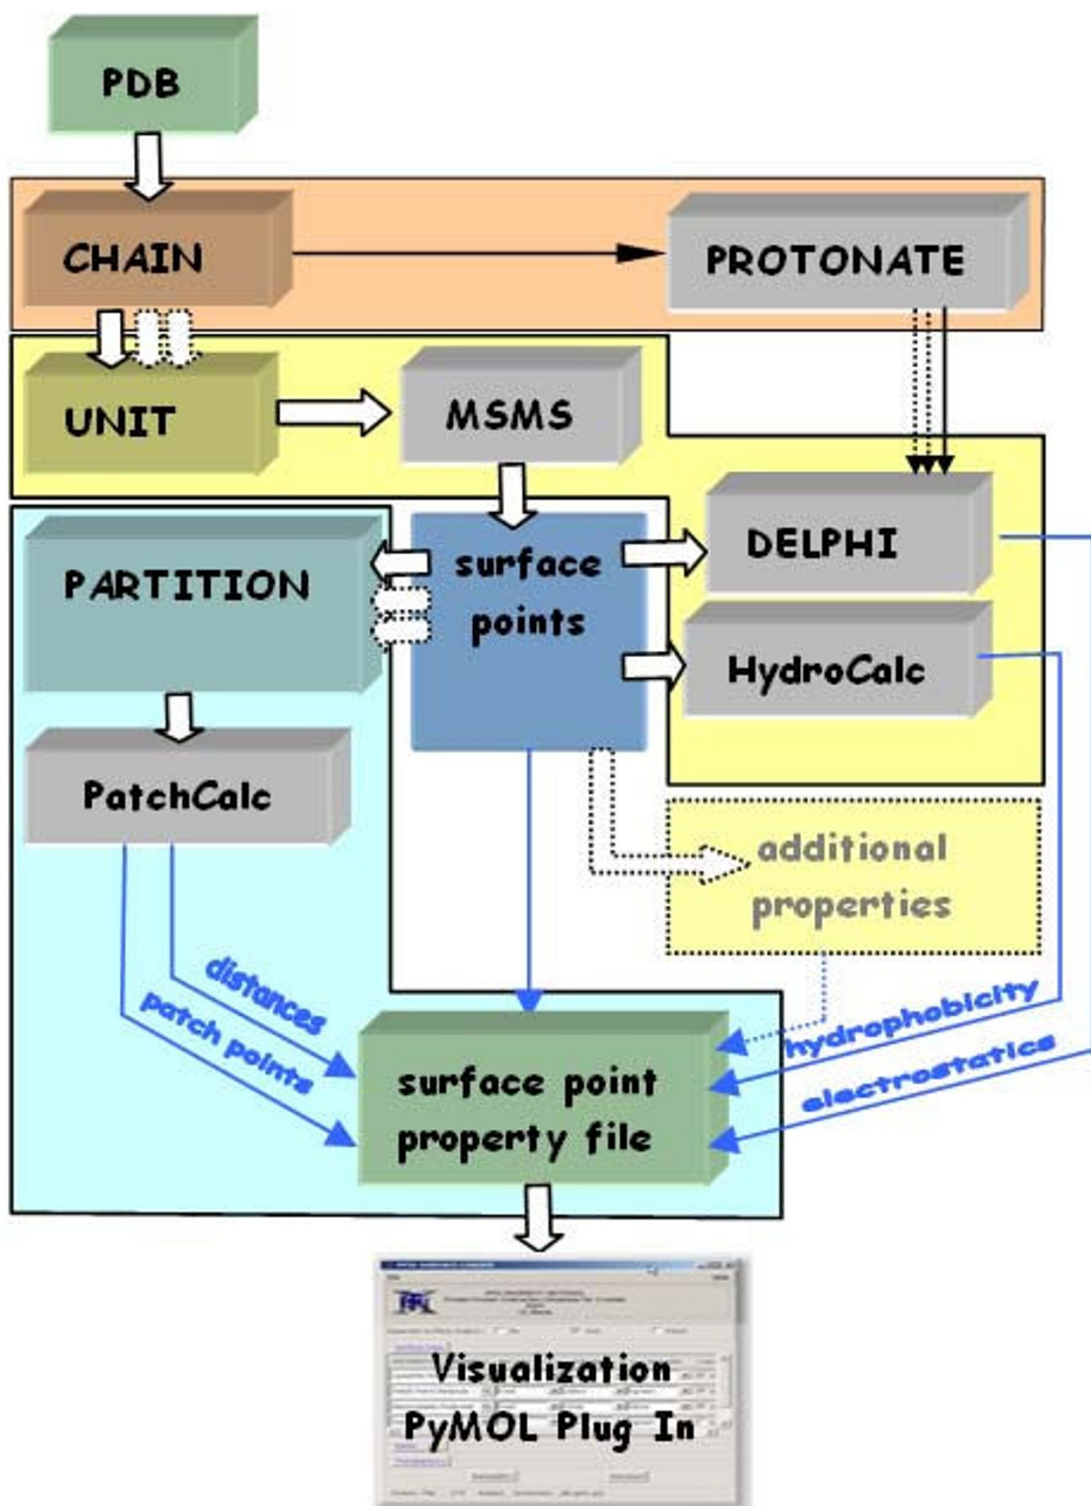 PDB
CHAIN
PROTONATE
UNIT
MSMS
DELPHI
surface
points
PARTITION
HydroCalc
PatchCalc
additional
properties
distances
patch points
hydrophobicity
electrostatics
surface point
property file
Visualization
PyMOL Plug In